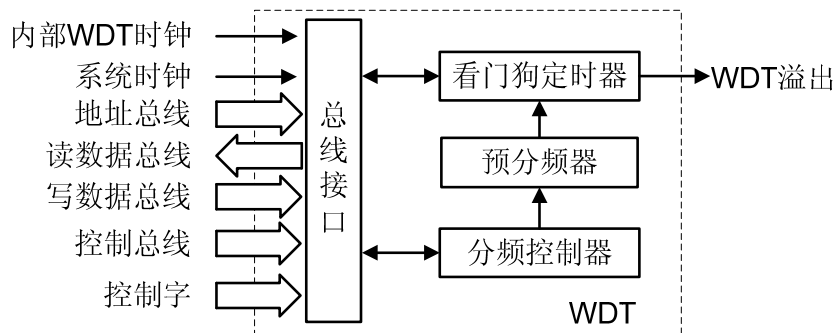 内部WDT时钟
系统时钟
地址总线
读数据总线
写数据总线
控制总线
控制字
总线接口
看门狗定时器
预分频器
分频控制器
WDT溢出
WDT